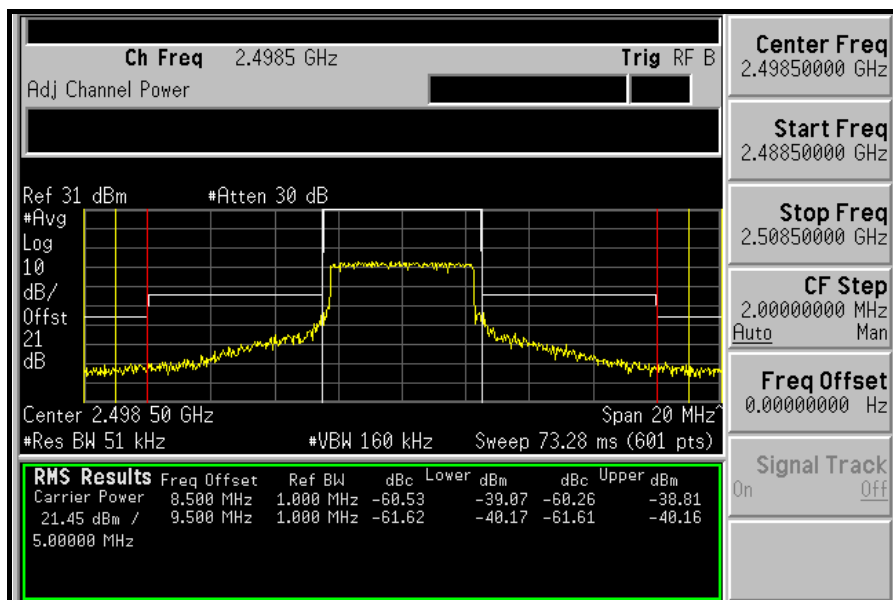 Ch Freq 2.4985 GHz Trig RF B
Adj Channel Power
Ref 31 dBm #Atten 30 dB
#Avg
Log
10
dB/
Offst
21
dB
Center 2.498 50 GHz Span 20 MHz^
#Res BW 51 kHz #VBW 160 kHz Sweep 73.28 ms (601 pts)
RMS Results Freq Offset Ref BW dBc Lower dBm dBc Upper dBm
Carrier Power 8.500 MHz 1.000 MHz -60.53 -39.07 -60.26 -38.81
21.45 dBm / 9.500 MHz 1.000 MHz -61.62 -40.17 -61.61 -40.16
5.00000 MHz
Center Freq
2.49850000 GHz
Start Freq
2.48850000 GHz
Stop Freq
2.50850000 GHz
CF Step
2.00000000 MHz
Auto Man
Freq Offset
0.00000000 Hz
Signal Track
On Off